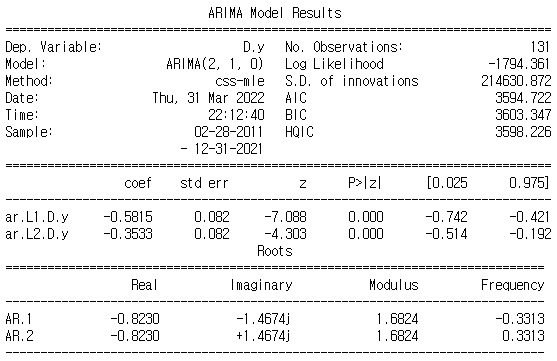 ARIMA Model Results
==============================================================================
Dep. Variable:                    D.y   No. Observations:                  131
Model:                 ARIMA(2, 1, 0)   Log Likelihood               -1794.361
Method:                       css-mle   S.D. of innovations         214630.872
Date:                Thu, 31 Mar 2022   AIC                           3594.722
Time:                        22:12:40   BIC                           3603.347
Sample:                    02-28-2011   HQIC                          3598.226
- 12-31-2021
==============================================================================
coef    std err          z      P>|z|      [0.025      0.975]
------------------------------------------------------------------------------
ar.L1.D.y     -0.5815      0.082     -7.088      0.000      -0.742      -0.421
ar.L2.D.y     -0.3533      0.082     -4.303      0.000      -0.514      -0.192
Roots
==============================================================================
Real          Imaginary           Modulus         Frequency
------------------------------------------------------------------------------
AR.1           -0.8230           -1.4674j            1.6824           -0.3313
AR.2           -0.8230           +1.4674j            1.6824            0.3313
------------------------------------------------------------------------------